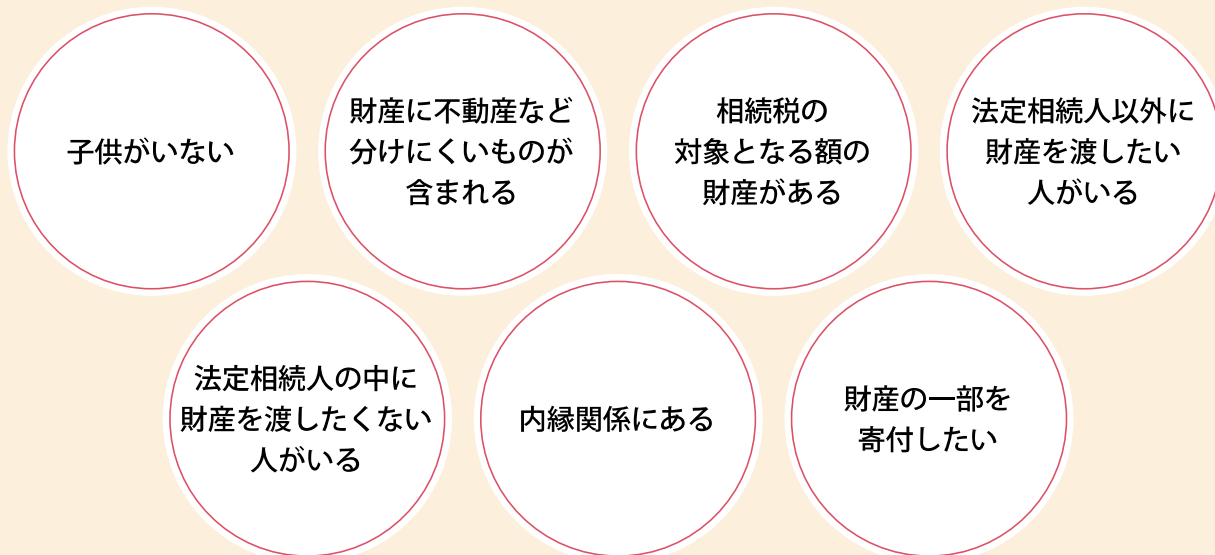 子供がいない
財産に不動産など
分けにくいものが
含まれる
相続税の
対象となる額の
財産がある
法定相続人以外に
財産を渡したい
人がいる
法定相続人の中に
財産を渡したくない
人がいる
内縁関係にある
財産の一部を
寄付したい